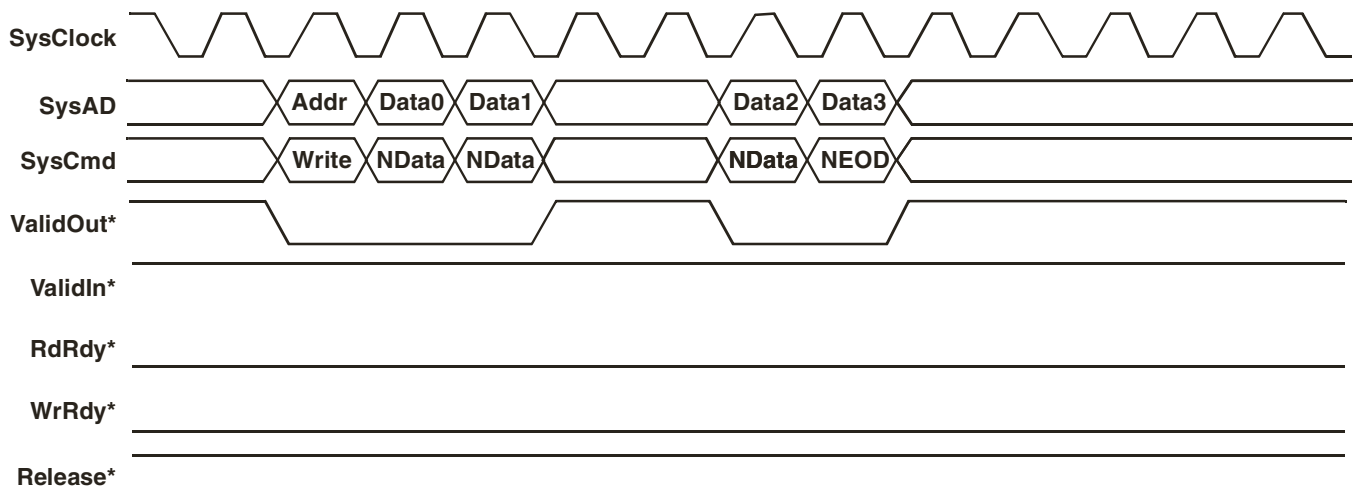 SysClock
SysAD Addr Data0 Data1 Data2 Data3
SysCmd Write NData NData NData NEOD
ValidOut*
ValidIn*
RdRdy*
WrRdy*
Release*